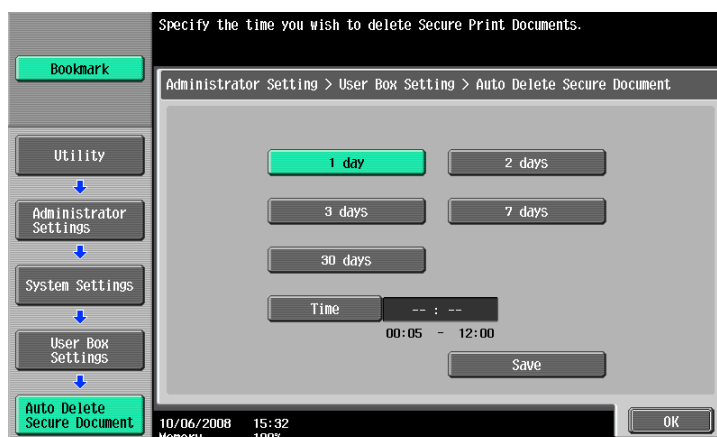 Specify the time you wish to delete Secure Print Documents.
Bookmark
Administrator Setting > User Box Setting > Auto Delete Secure Document
Utility
Administrator
Settings
System Settings
User Box
Settings
Auto Delete
Secure Document
1 day
2 days
3 days
7 days
30 days
Time
-- : --
00:05 - 12:00
Save
10/06/2008 15:32
Memory 100%
OK